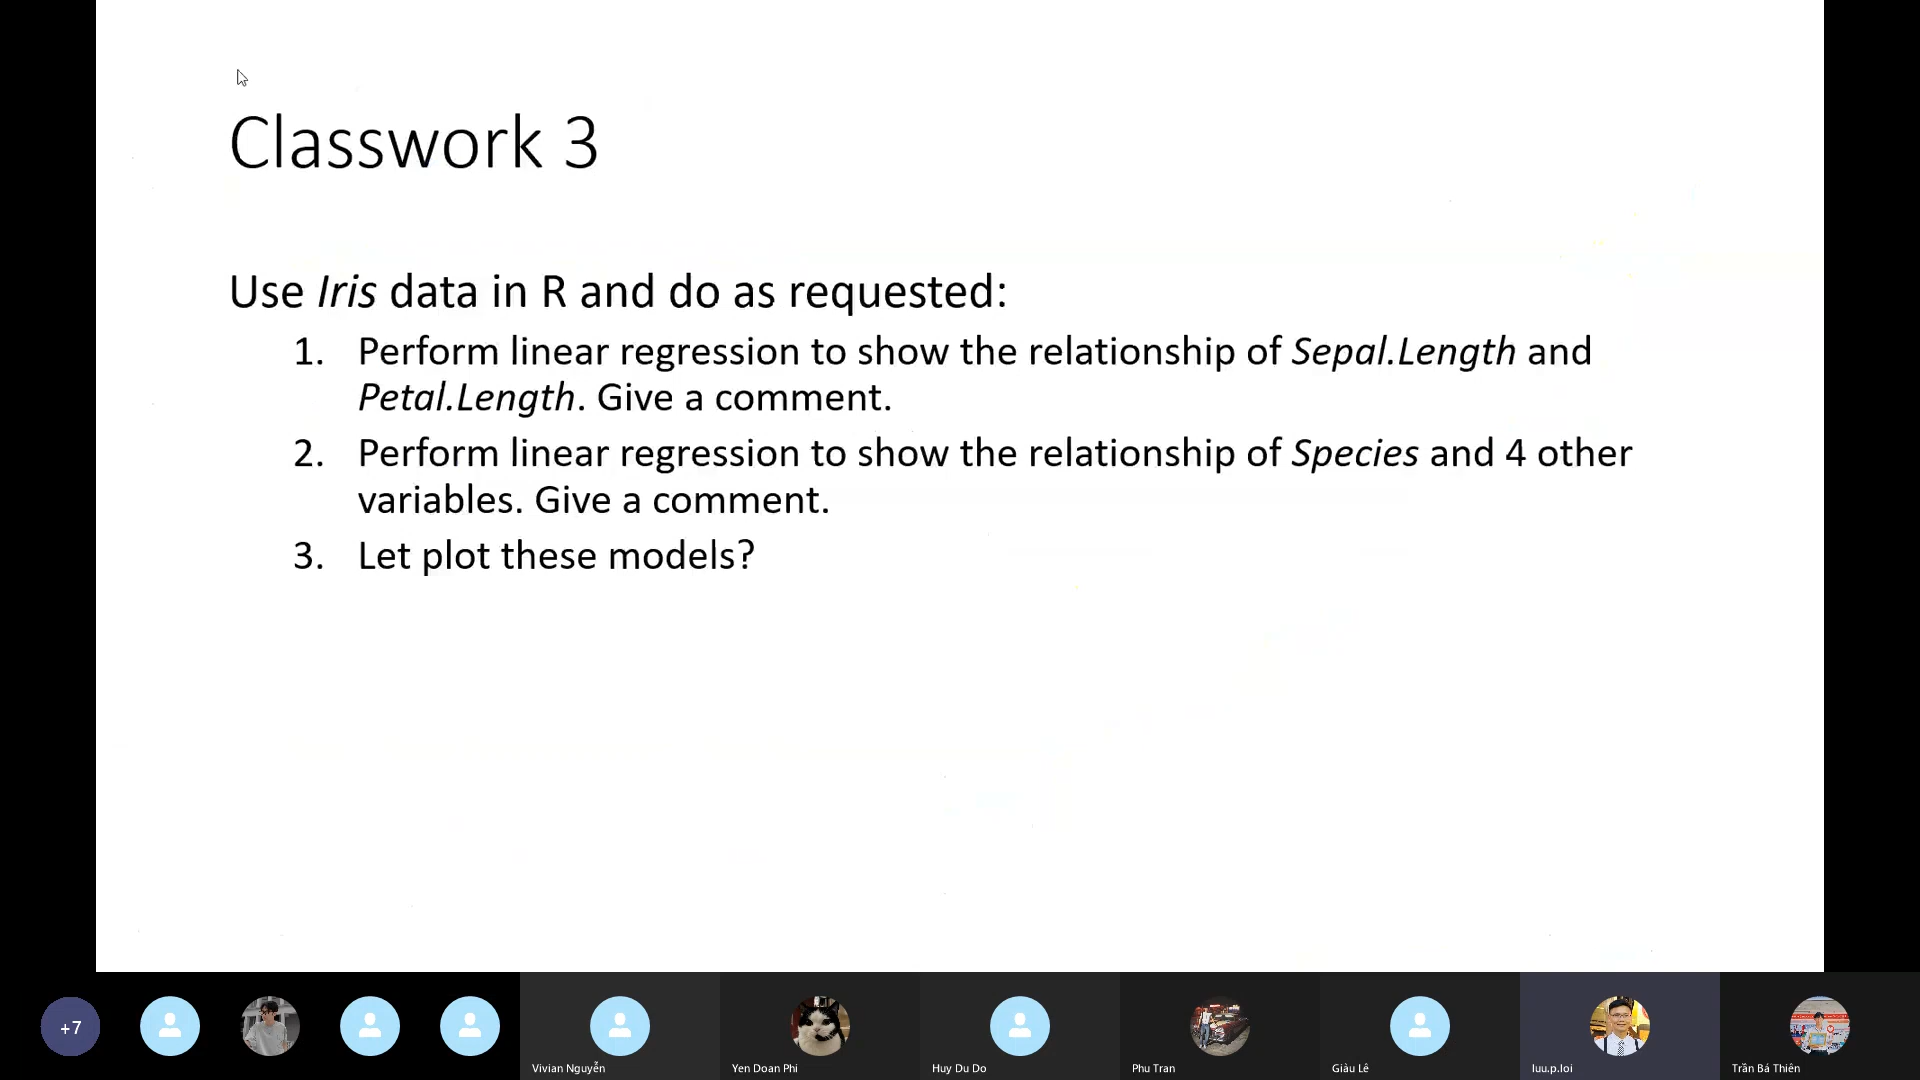 Classwork 3
Use Iris data in R and do as requested:
1. Perform linear regression to show the relationship of Sepal.Length and
Petal.Length. Give a comment.
2. Perform linear regression to show the relationship of Species and 4 other
variables. Give a comment.
3. Let plot these models?
+7
Vivian Nguyễn
Yen Doan Phi
Huy Du Do
Phu Tran
Giàu Lê
luu.p.loi
Trần Bá Thiên